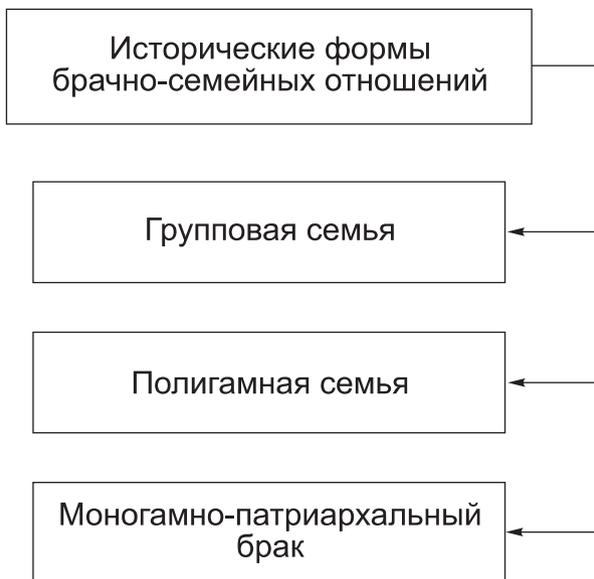 Исторические формы
брачно-семейных отношений
Групповая семья
Полигамная семья
Моногамно-патриархальный
брак